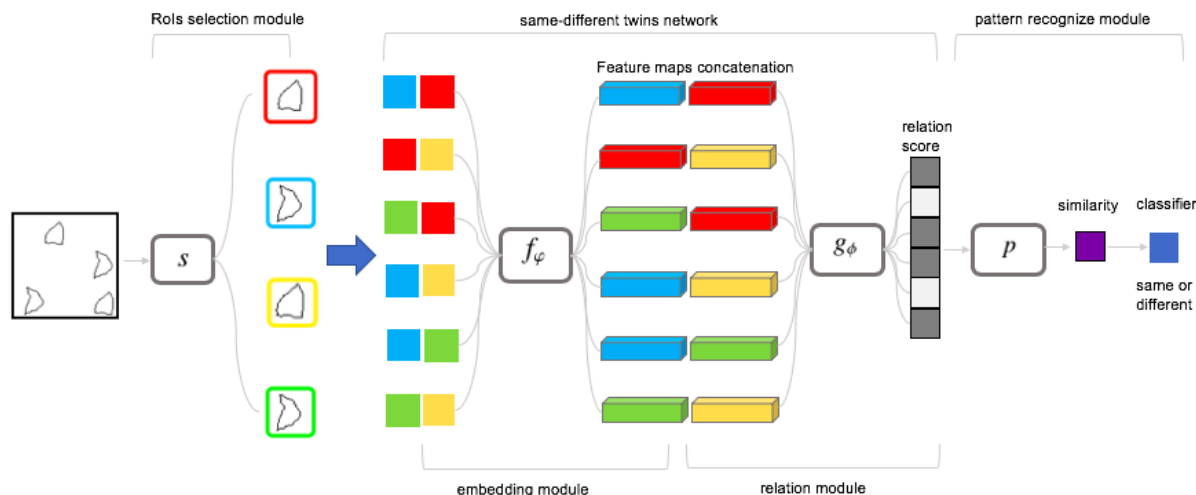 RoIs selection module
same-different twins network
pattern recognize module
Feature maps concatenation
relation
score
s
f_φ
g_ϕ
p
similarity
classifier
same or
different
embedding module
relation module